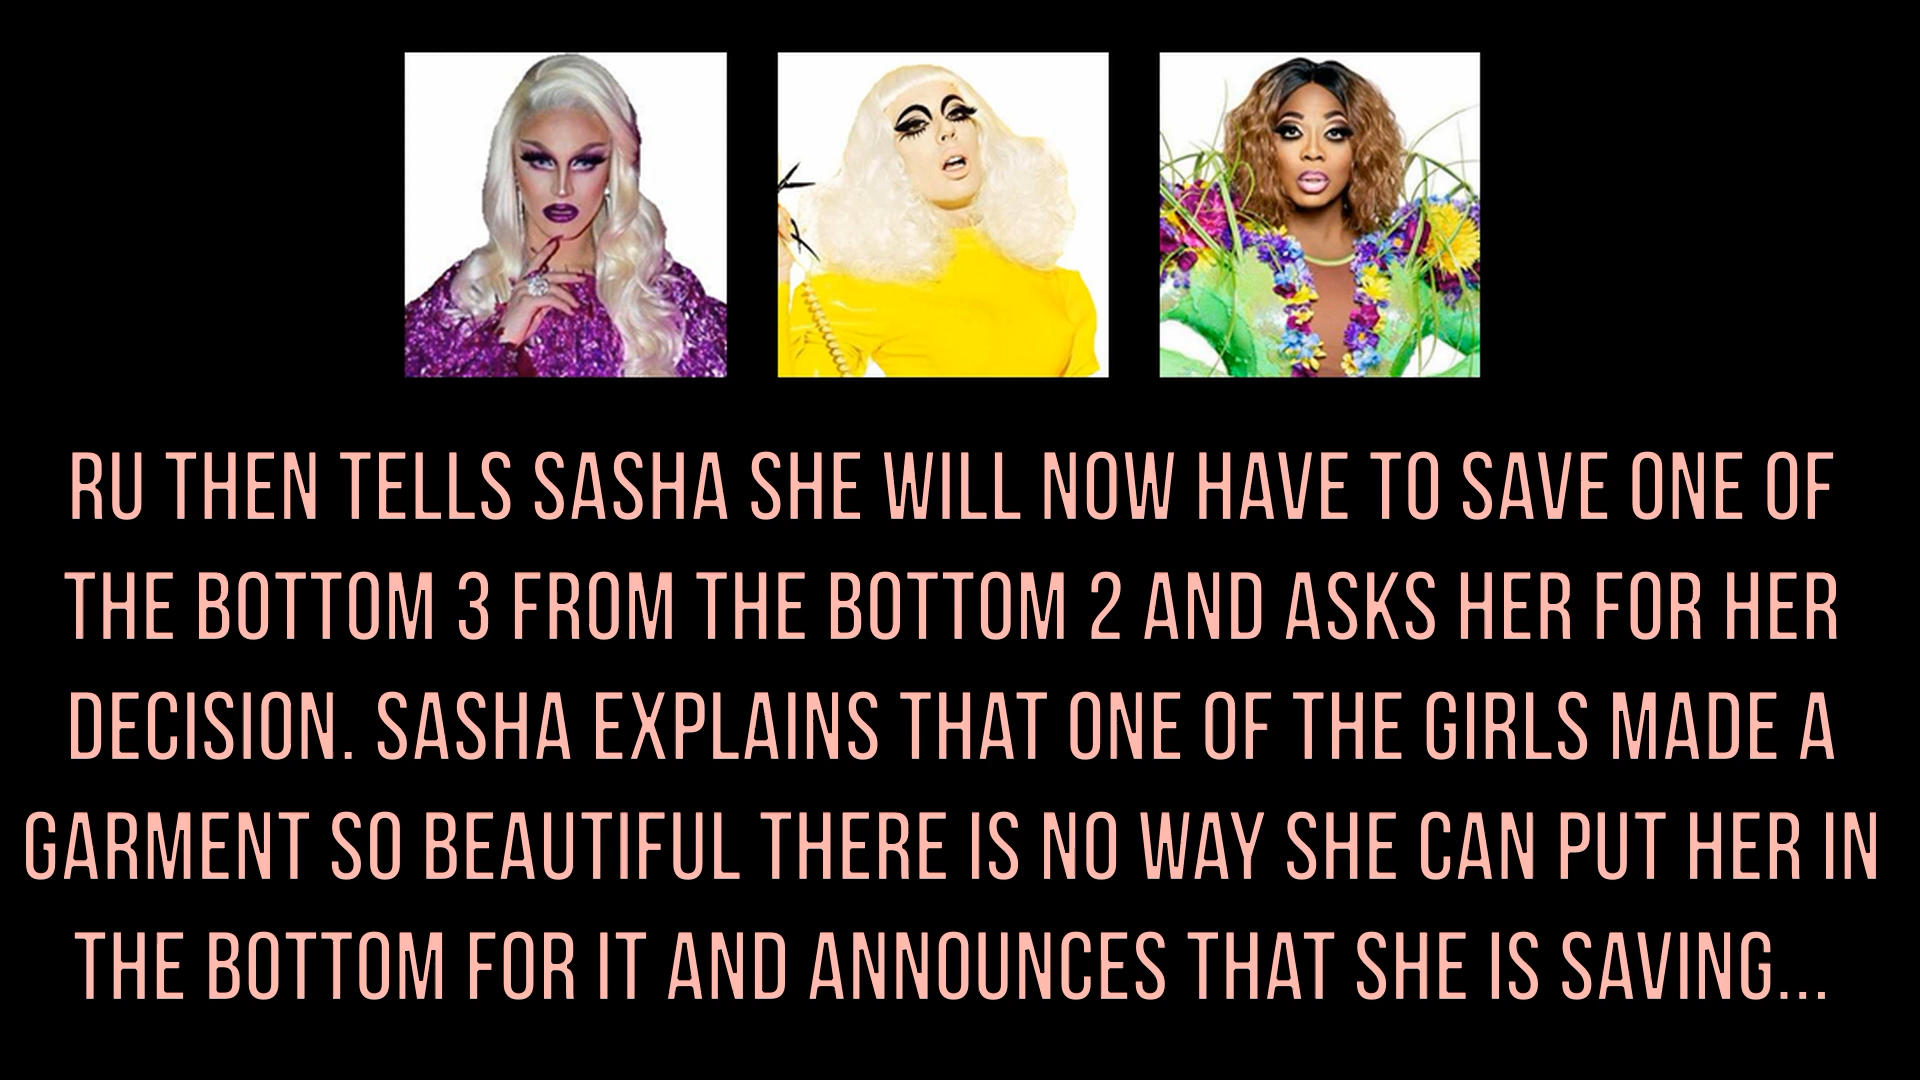 RU THEN TELLS SASHA SHE WILL NOW HAVE TO SAVE ONE OF
THE BOTTOM 3 FROM THE BOTTOM 2 AND ASKS HER FOR HER
DECISION. SASHA EXPLAINS THAT ONE OF THE GIRLS MADE A
GARMENT SO BEAUTIFUL THERE IS NO WAY SHE CAN PUT HER IN
THE BOTTOM FOR IT AND ANNOUNCES THAT SHE IS SAVING...